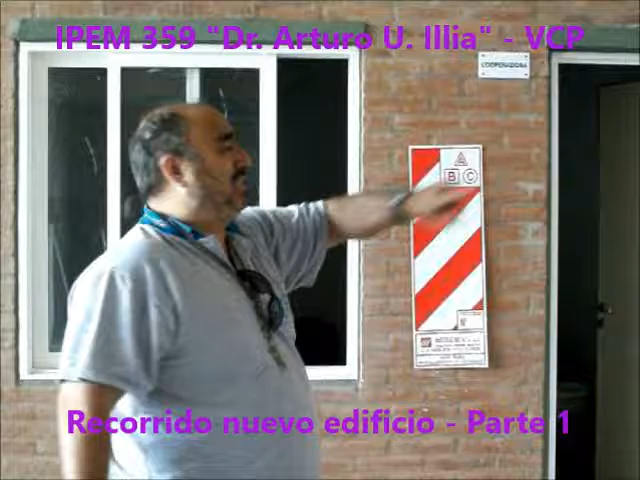 IPEM 359 "Dr. Arturo U. Illia" - VCP
COOPERADORA
A
B C
Recorrido nuevo edificio - Parte 1